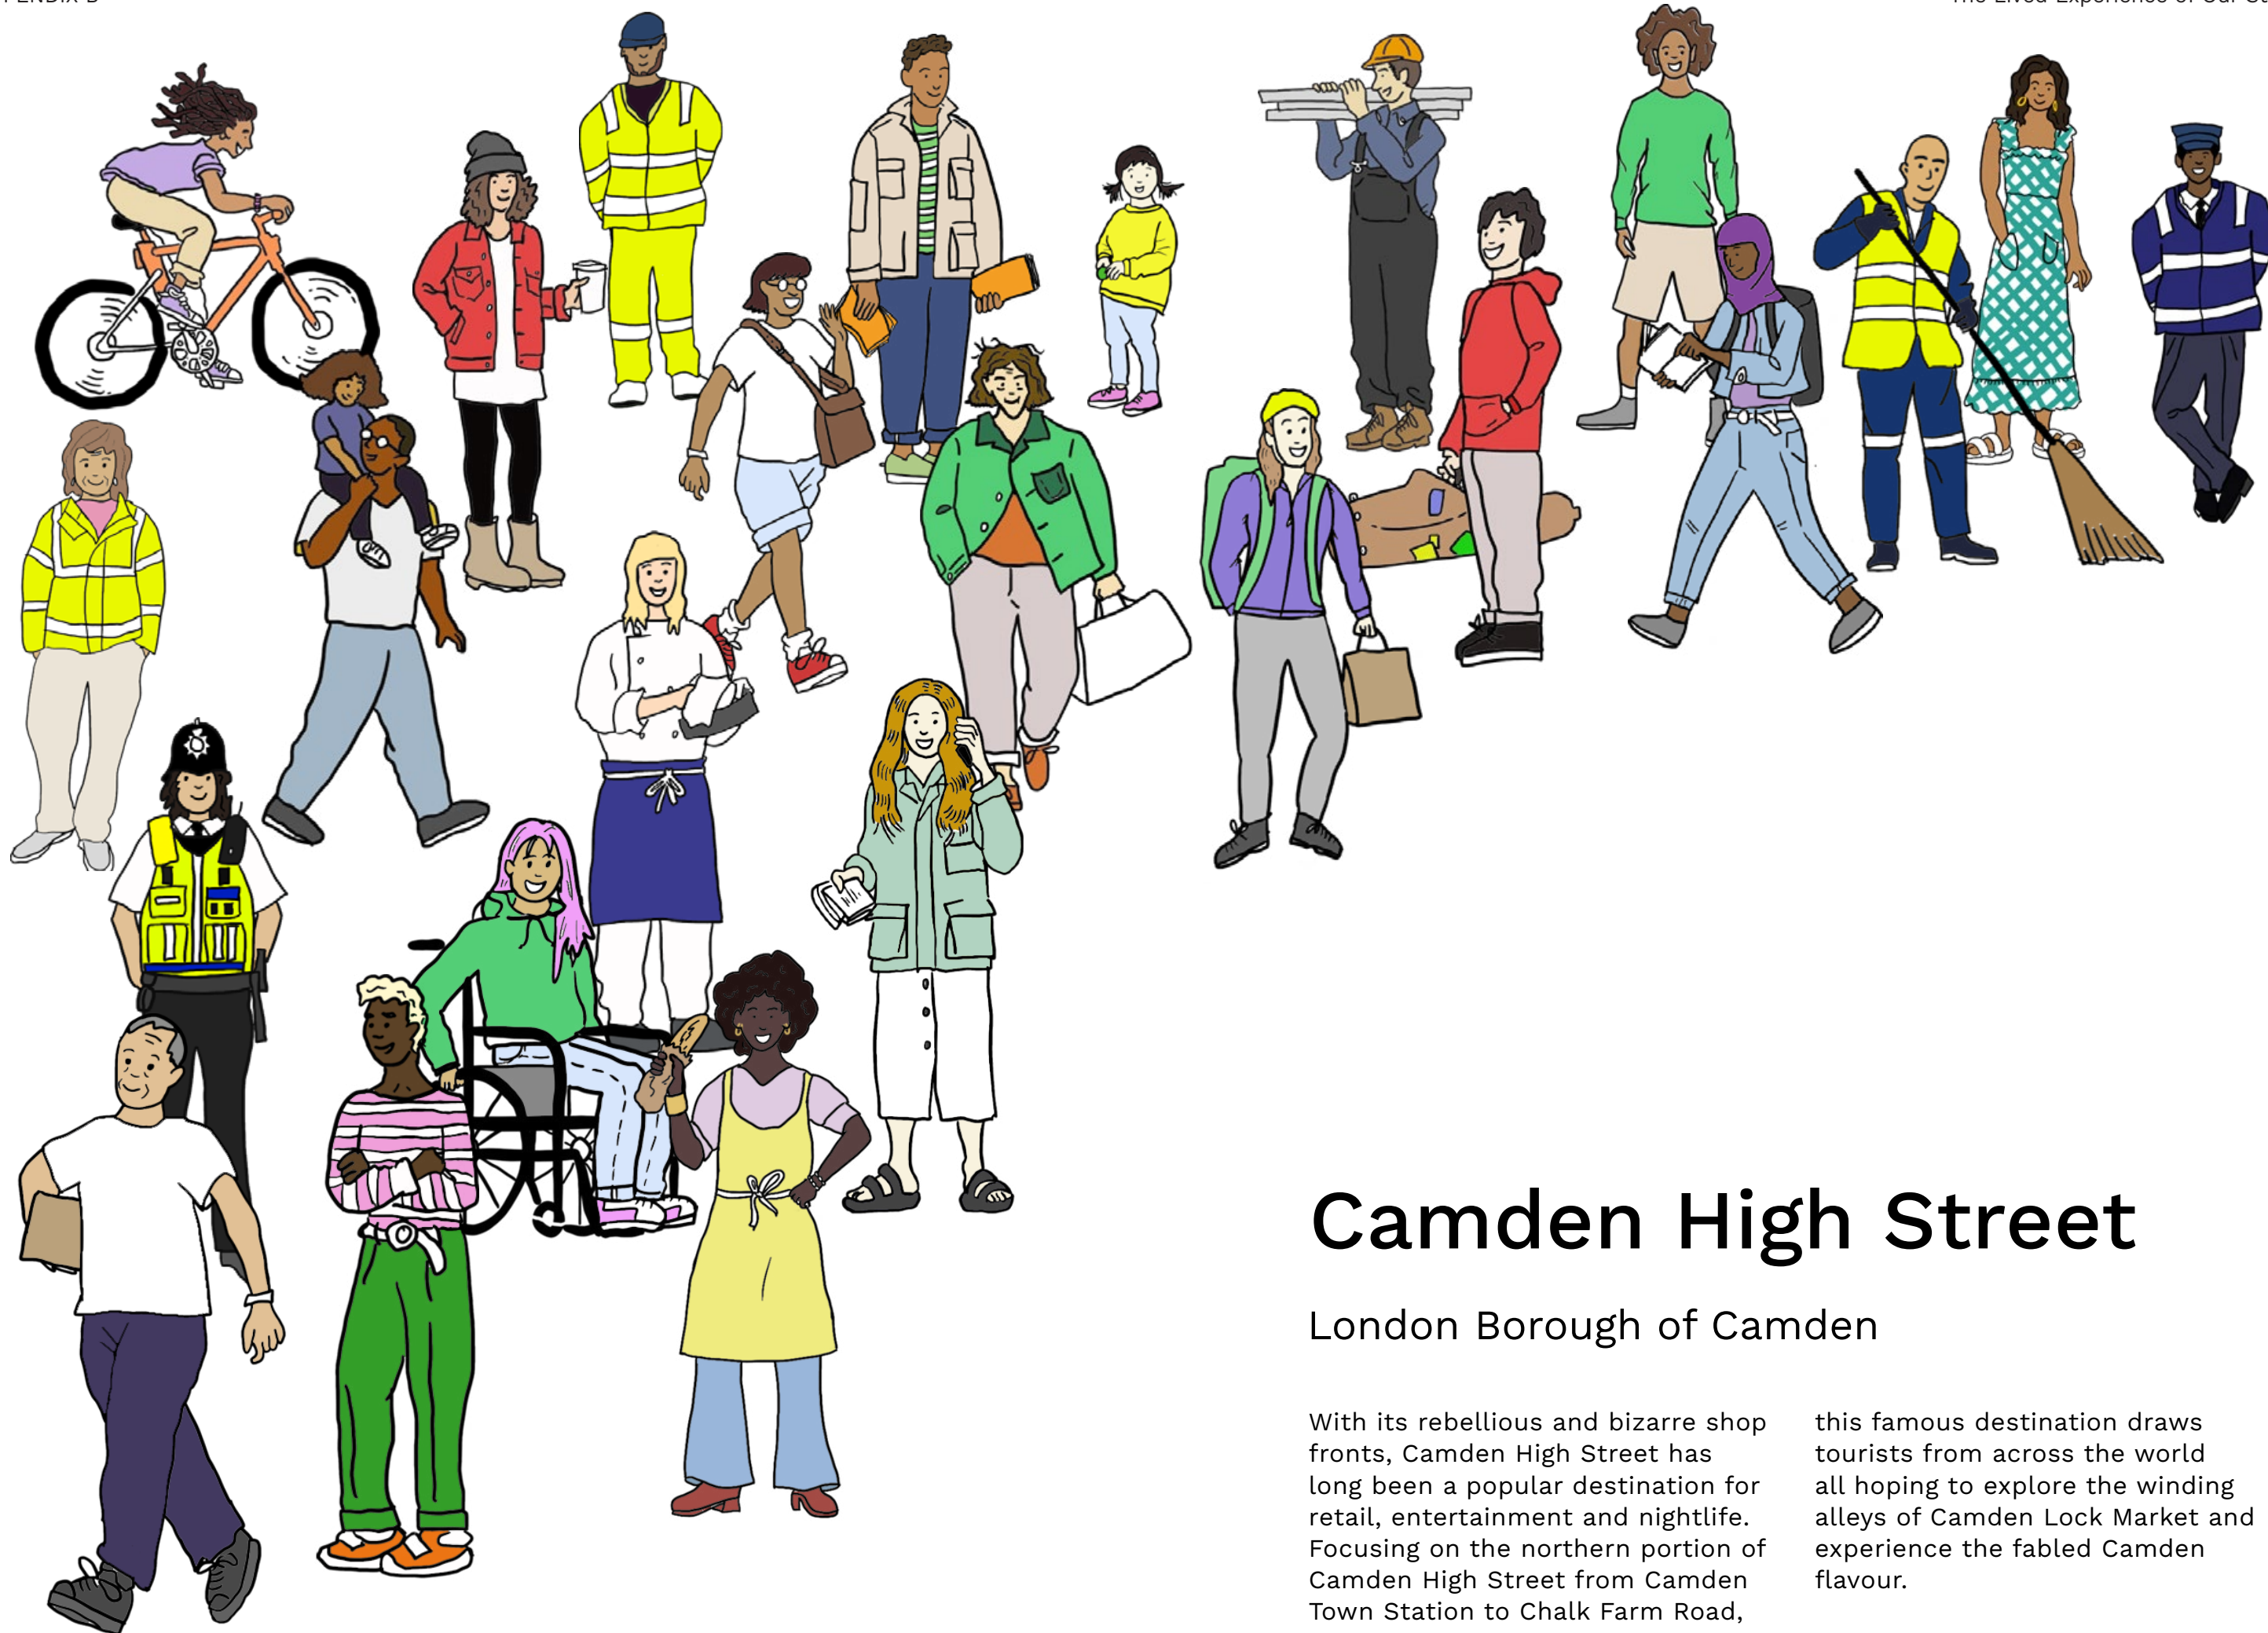 Camden High Street
London Borough of Camden
With its rebellious and bizarre shop
fronts, Camden High Street has
long been a popular destination for
retail, entertainment and nightlife.
Focusing on the northern portion of
Camden High Street from Camden
Town Station to Chalk Farm Road,
this famous destination draws
tourists from across the world
all hoping to explore the winding
alleys of Camden Lock Market and
experience the fabled Camden
flavour.